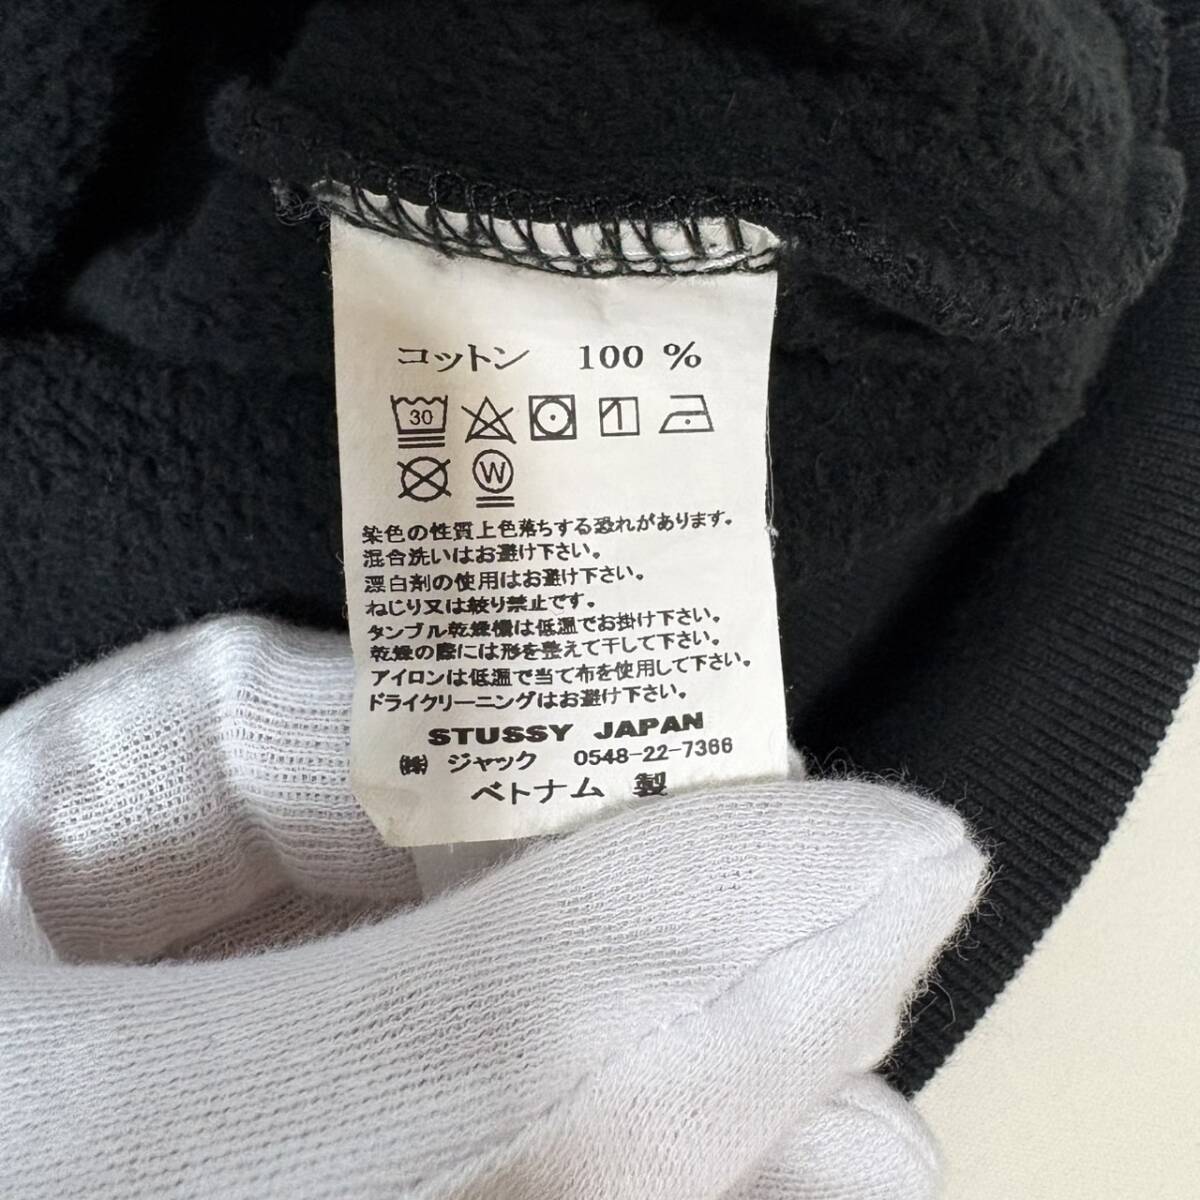 コットン 100 %
30
W
染色の性質上色落ちする恐れがあります。
混合洗いはお避け下さい。
漂白剤の使用はお避け下さい。
ねじり又は絞り禁止です。
タンブル乾燥機は低温でお掛け下さい。
乾燥の際には形を整えて干して下さい。
アイロンは低温で当て布を使用して下さい。
ドライクリーニングはお避け下さい。
STUSSY JAPAN
㈱ ジャック 0548-22-7366
ベトナム 製